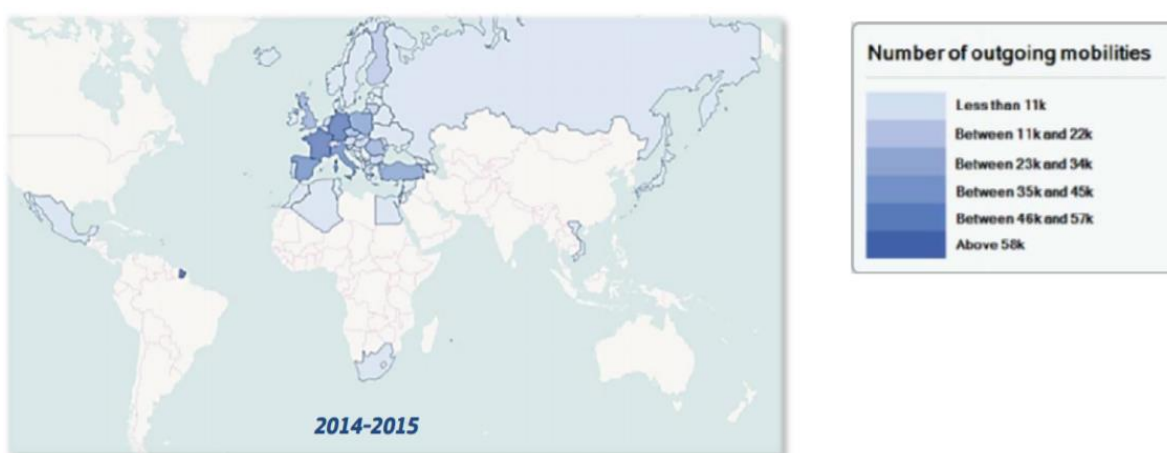 Number of outgoing mobilities
Less than 11k
Between 11k and 22k
Between 23k and 34k
Between 35k and 45k
Between 46k and 57k
Above 58k
2014-2015